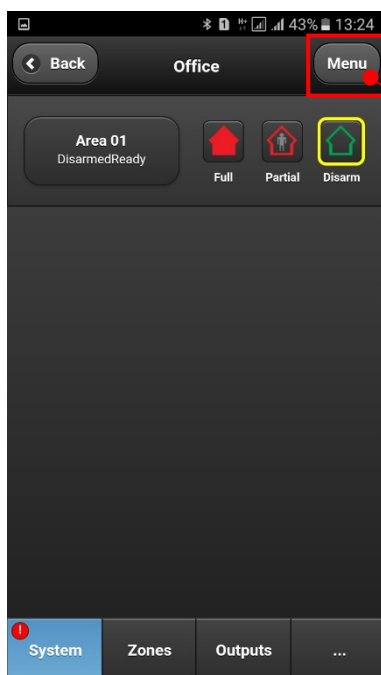 43% 13:24
Back
Office
Menu
Area 01
DisarmedReady
Full
Partial
Disarm
System
Zones
Outputs
...